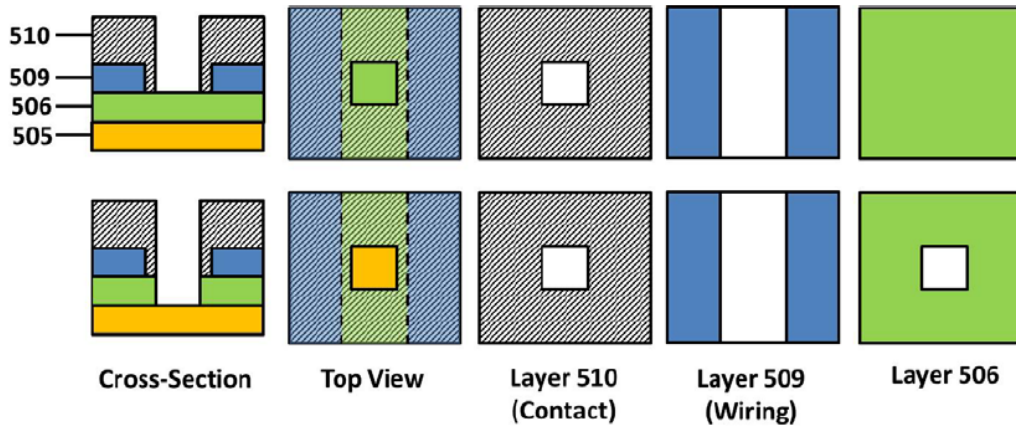 510
509
506
505
Cross-Section
Top View
Layer 510
(Contact)
Layer 509
(Wiring)
Layer 506